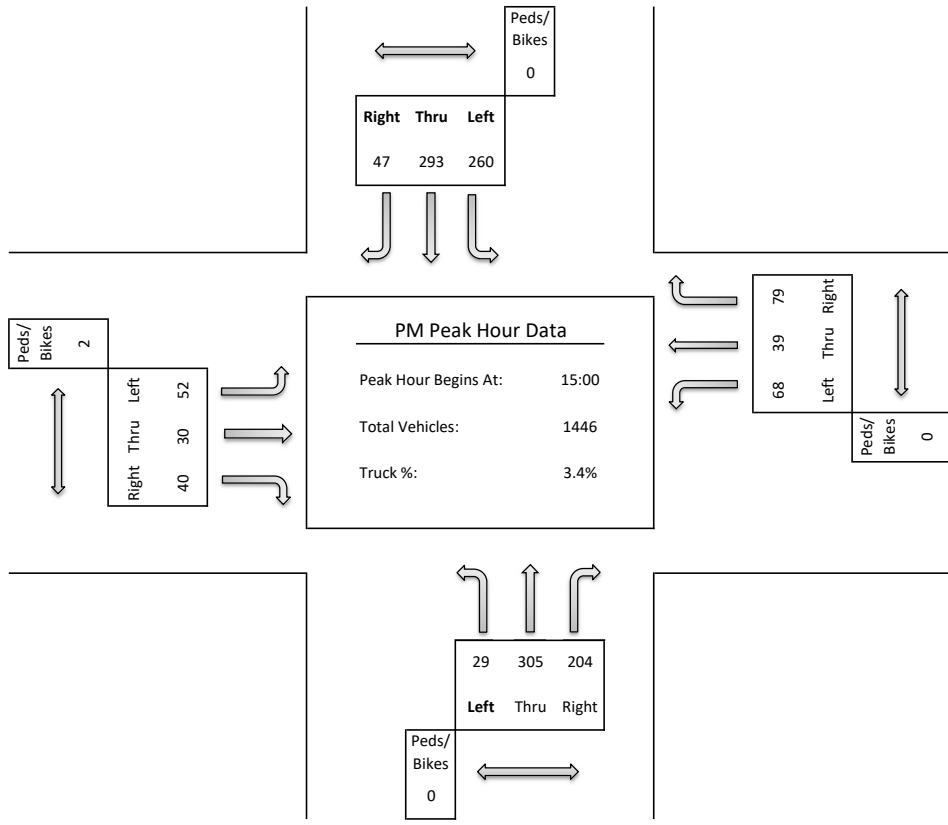 Peds/
Bikes
0
Right Thru Left
47 293 260
79 Right
39 Thru
68 Left
Peds/
Bikes
0
Peds/
Bikes
2
Left 52
Thru 30
Right 40
PM Peak Hour Data
Peak Hour Begins At: 15:00
Total Vehicles: 1446
Truck %: 3.4%
29 305 204
Left Thru Right
Peds/
Bikes
0